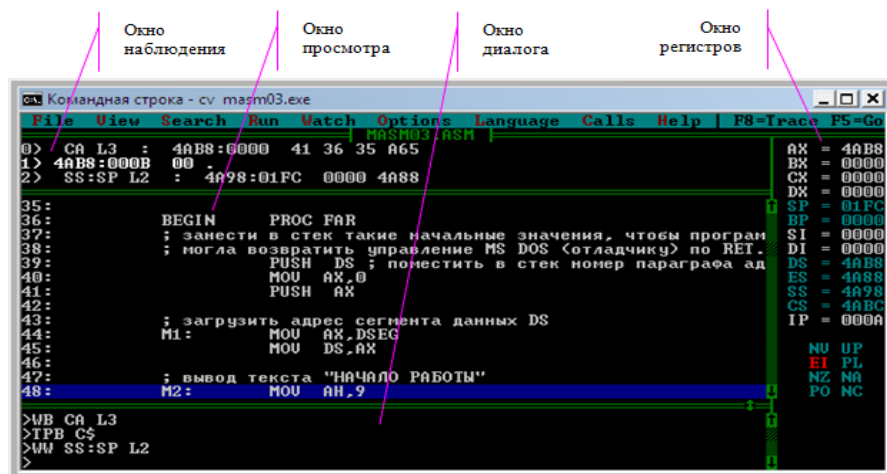 Окно наблюдения
Окно просмотра
Окно диалога
Окно регистров
Командная строка - cv masm03.exe
File View Search Run Watch Options Language Calls Help | F8=Trace F5=Go
MASM03.ASM
0> CA L3 : 4AB8:0000 41 36 35 A65
1> 4AB8:000B 00 .
2> SS:SP L2 : 4A98:01FC 0000 4A88
35:
36: BEGIN PROC FAR
37: ; занести в стек такие начальные значения, чтобы програм
38: ; могла возвратить управление MS DOS (отладчику) по RET.
39: PUSH DS ; поместить в стек номер параграфа ад
40: MOV AX,0
41: PUSH AX
42:
43: ; загрузить адрес сегмента данных DS
44: M1: MOV AX,DSEG
45: MOV DS,AX
46:
47: ; вывод текста "НАЧАЛО РАБОТЫ"
48: M2: MOV AH,9
AX = 4AB8
BX = 0000
CX = 0000
DX = 0000
SP = 01FC
BP = 0000
SI = 0000
DI = 0000
DS = 4AB8
ES = 4A88
SS = 4A98
CS = 4ABC
IP = 000A
NV UP
EI PL
NZ NA
PO NC
>WB CA L3
>TPB C$
>WW SS:SP L2
>